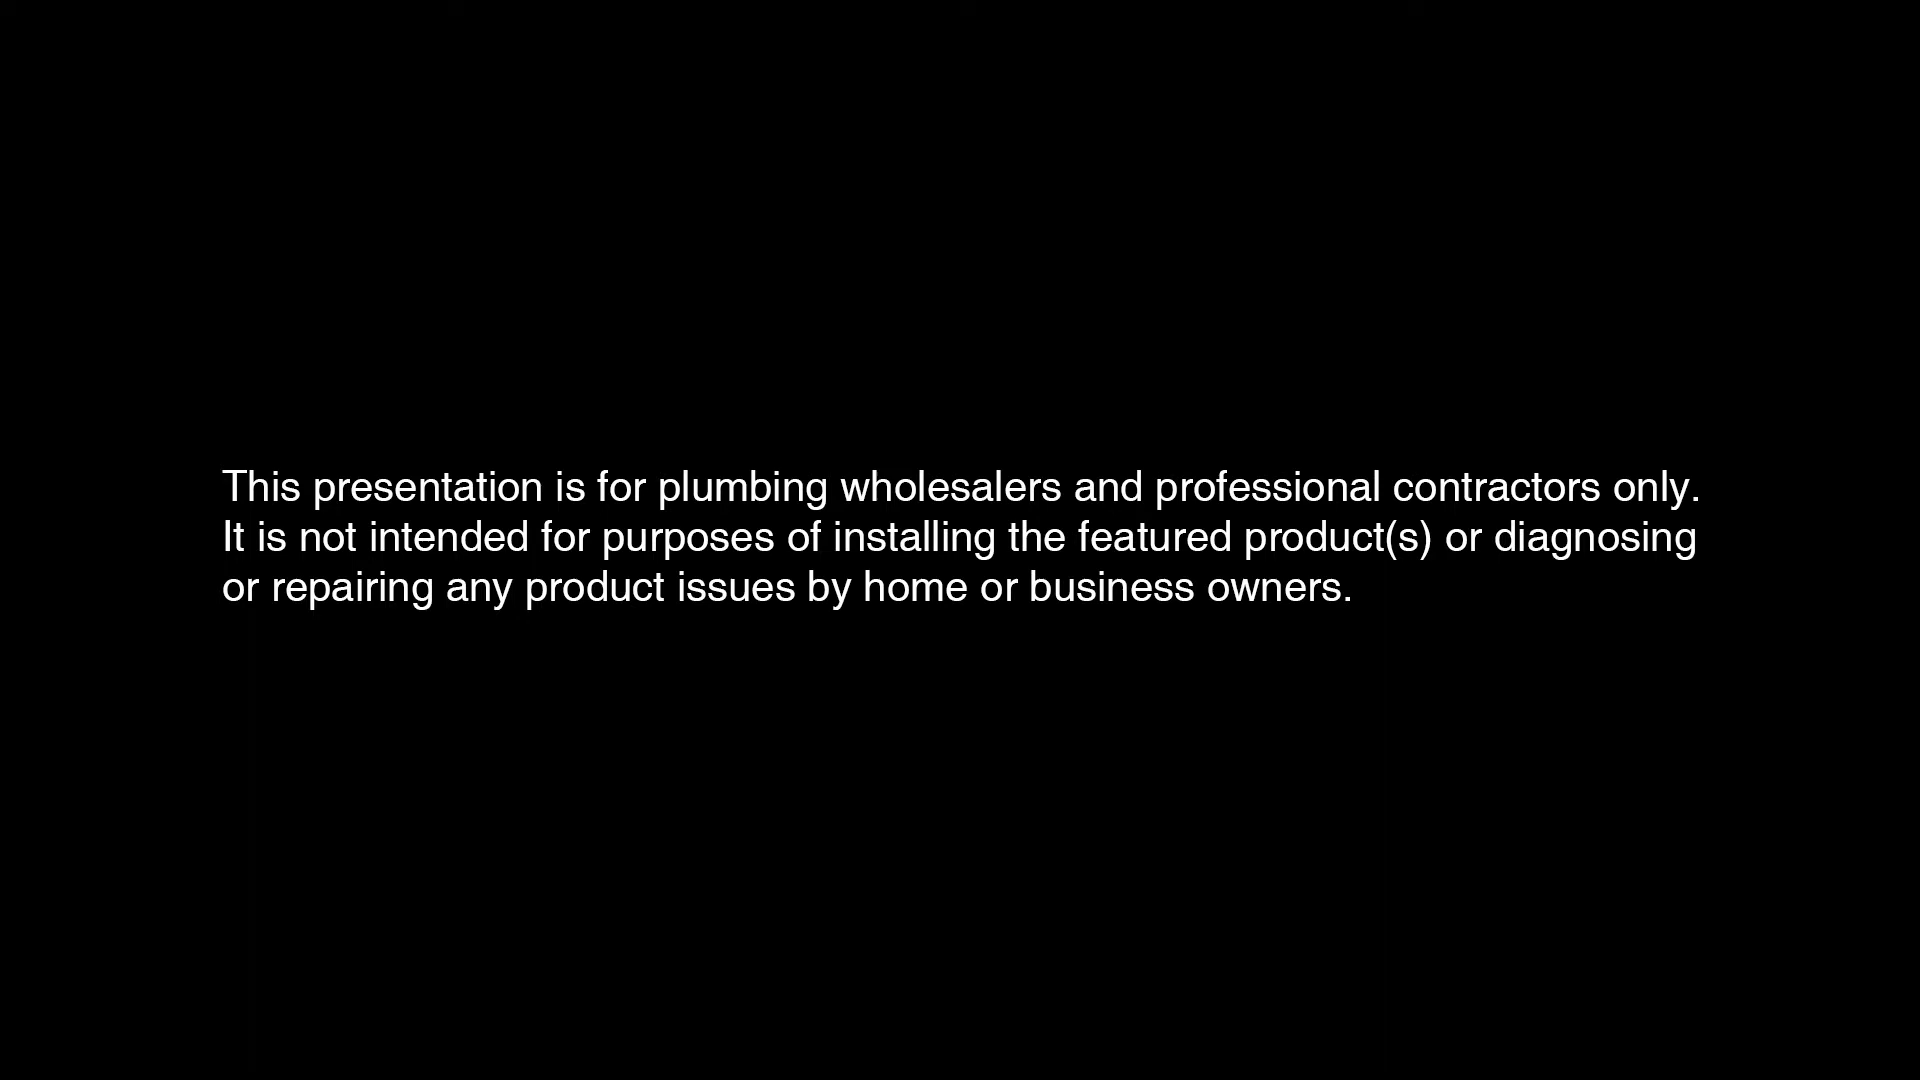 This presentation is for plumbing wholesalers and professional contractors only.
It is not intended for purposes of installing the featured product(s) or diagnosing
or repairing any product issues by home or business owners.